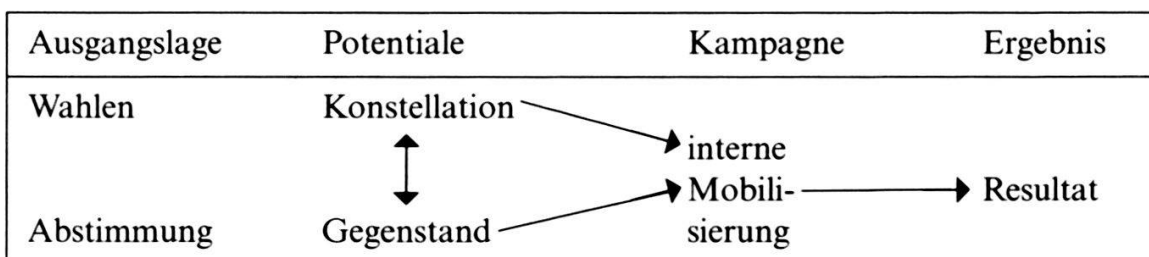 Ausgangslage Potentiale Kampagne Ergebnis
Wahlen Konstellation
interne
Mobili- Resultat
Abstimmung Gegenstand sierung